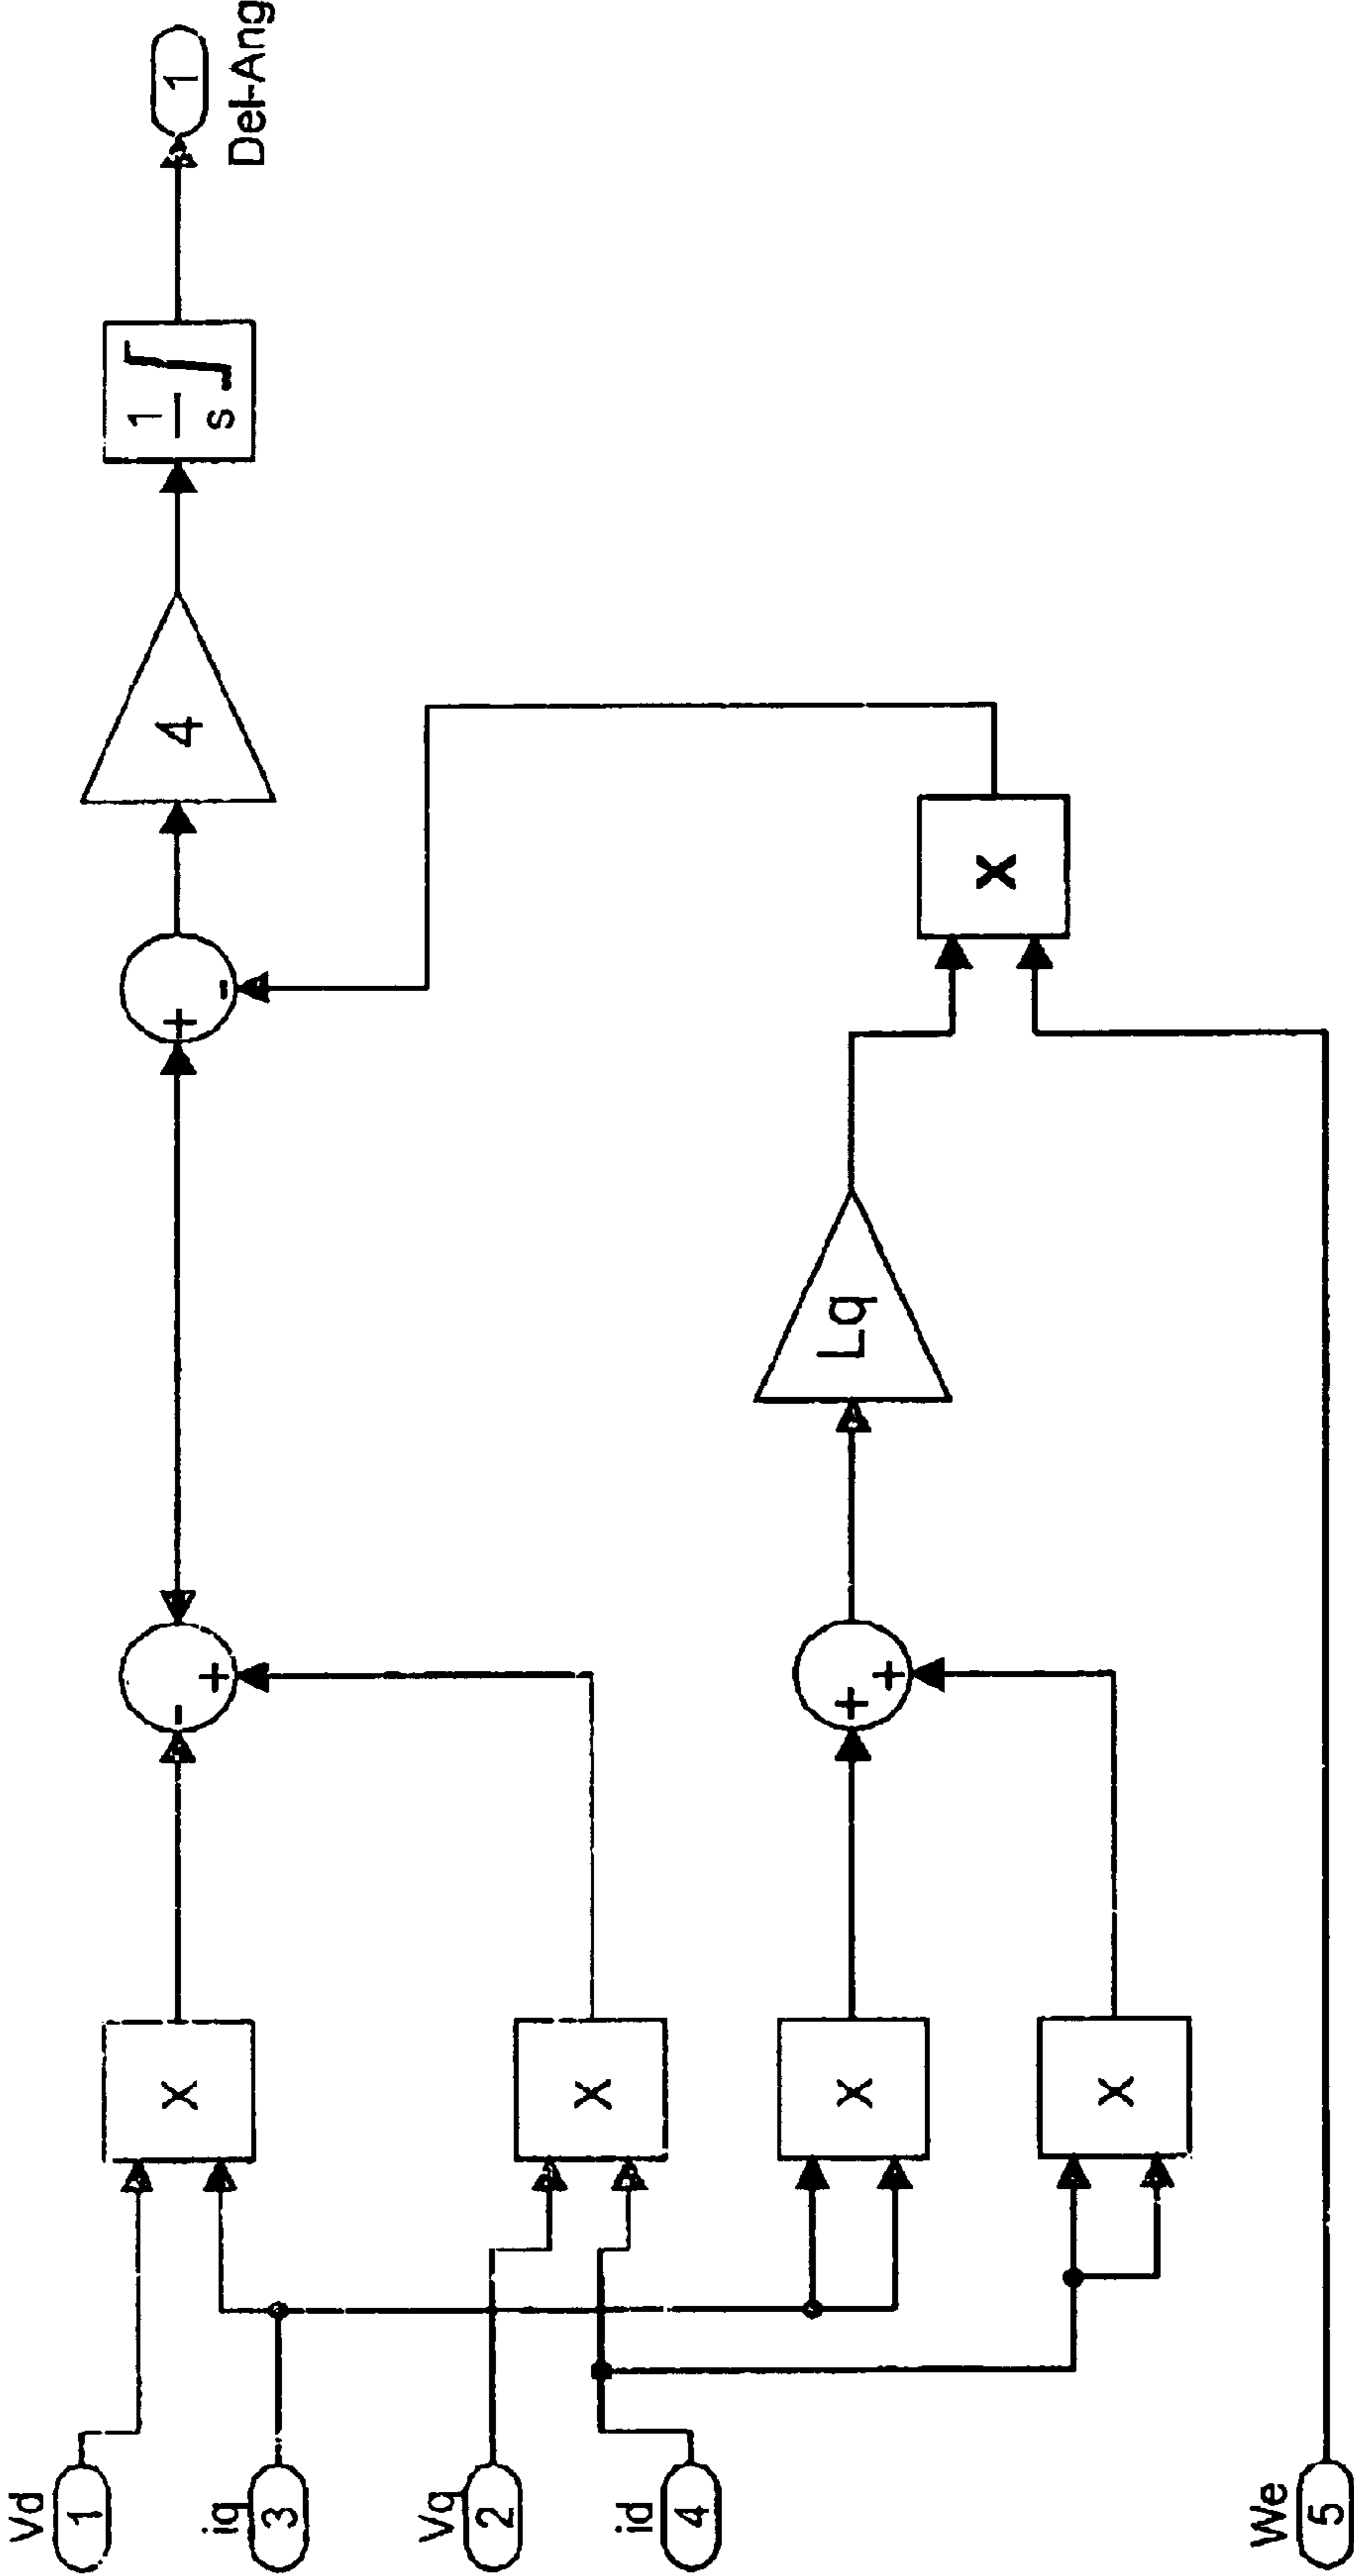 Vd
1
X
-
+
+
-
4
1
s
∫
1
Del-Ang
iq
3
Vq
2
X
id
4
X
+
+
Lq
X
X
We
5